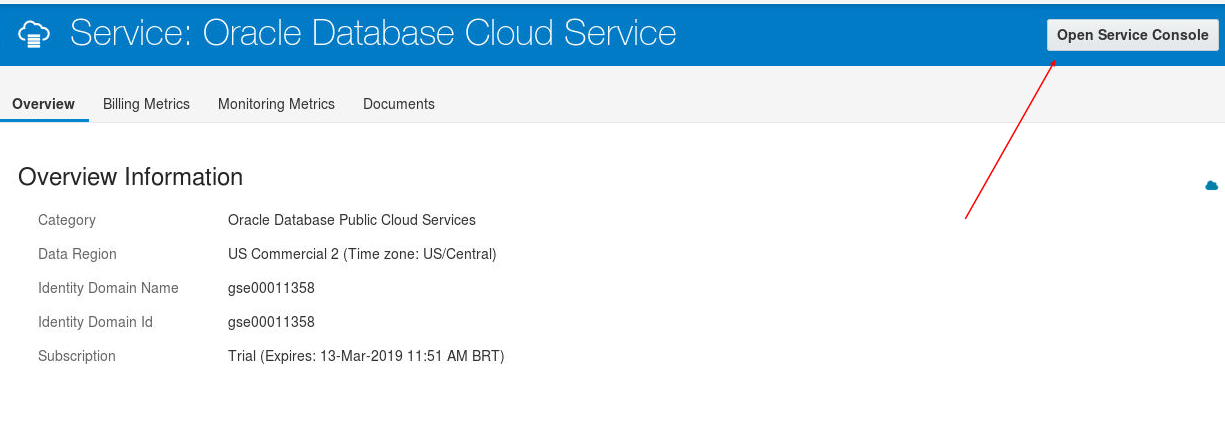 Service: Oracle Database Cloud Service
Open Service Console
Overview Billing Metrics Monitoring Metrics Documents
Overview Information
Category Oracle Database Public Cloud Services
Data Region US Commercial 2 (Time zone: US/Central)
Identity Domain Name gse00011358
Identity Domain Id gse00011358
Subscription Trial (Expires: 13-Mar-2019 11:51 AM BRT)